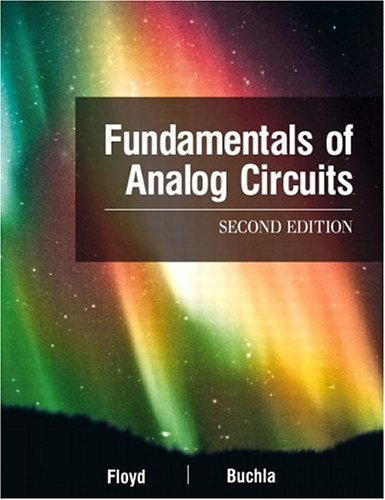 Fundamentals of
Analog Circuits
SECOND EDITION
Floyd | Buchla